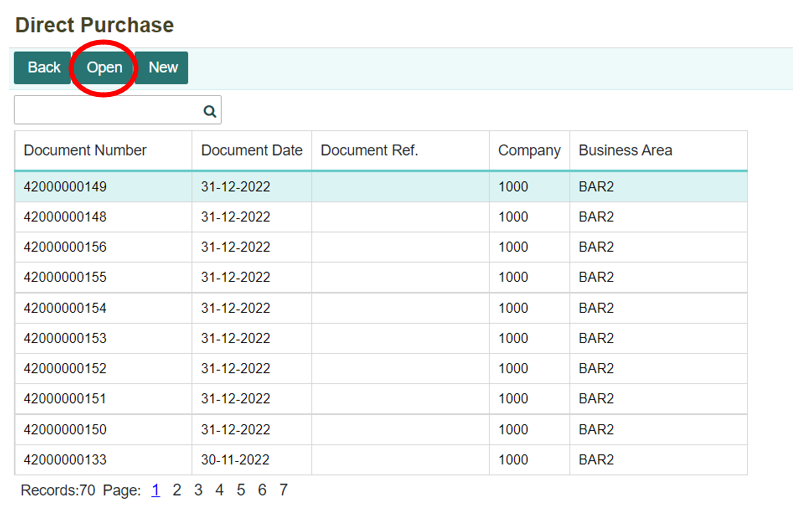 Direct Purchase
Back Open New
Document Number Document Date Document Ref. Company Business Area
42000000149 31-12-2022 1000 BAR2
42000000148 31-12-2022 1000 BAR2
42000000156 31-12-2022 1000 BAR2
42000000155 31-12-2022 1000 BAR2
42000000154 31-12-2022 1000 BAR2
42000000153 31-12-2022 1000 BAR2
42000000152 31-12-2022 1000 BAR2
42000000151 31-12-2022 1000 BAR2
42000000150 31-12-2022 1000 BAR2
42000000133 30-11-2022 1000 BAR2
Records:70 Page: 1 2 3 4 5 6 7